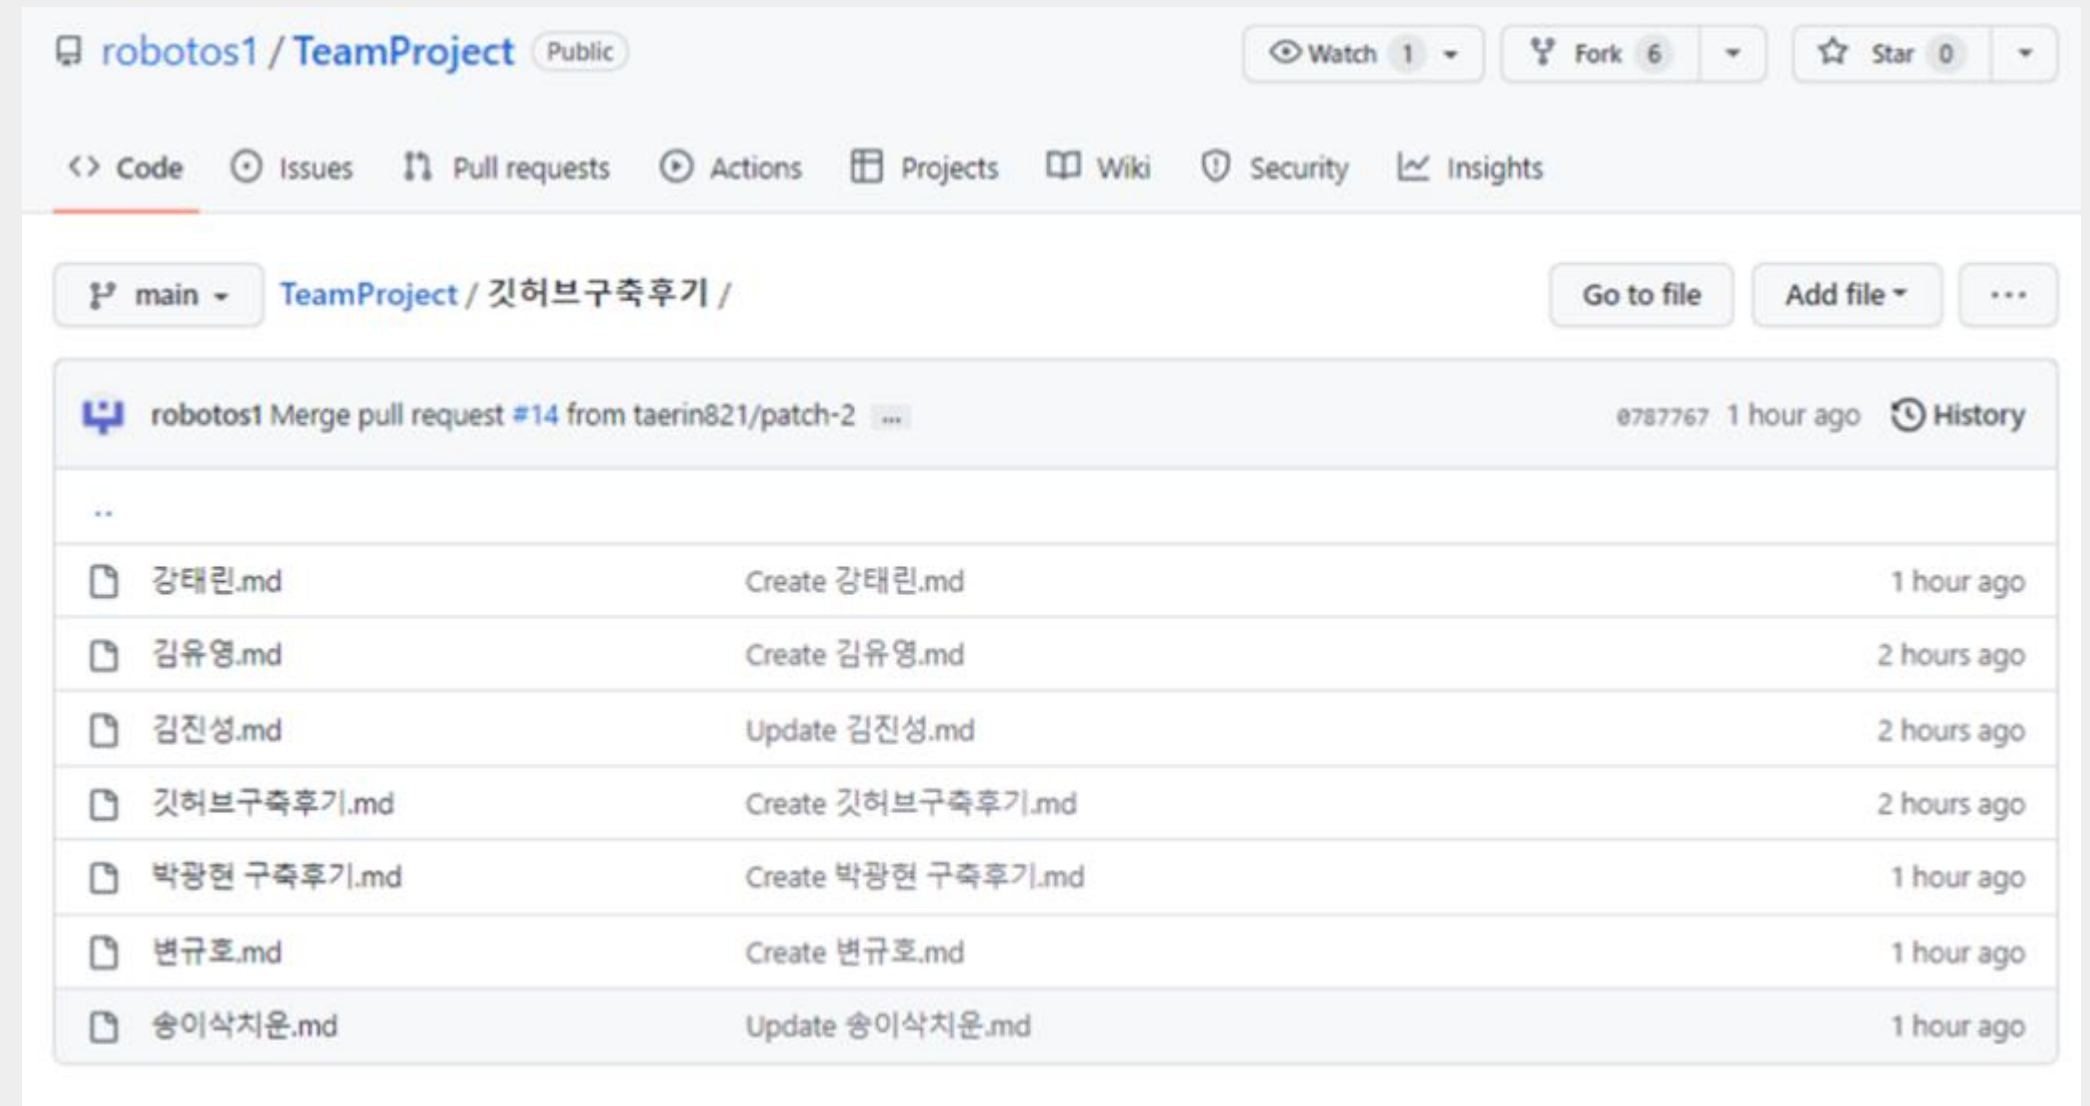 robotos1 / TeamProject Public Watch 1 Fork 6 Star 0
<> Code Issues Pull requests Actions Projects Wiki Security Insights
main TeamProject / 깃허브구축후기 / Go to file Add file ...
robotos1 Merge pull request #14 from taerin821/patch-2 ... 0787767 1 hour ago History
..
강태린.md Create 강태린.md 1 hour ago
김유영.md Create 김유영.md 2 hours ago
김진성.md Update 김진성.md 2 hours ago
깃허브구축후기.md Create 깃허브구축후기.md 2 hours ago
박광현 구축후기.md Create 박광현 구축후기.md 1 hour ago
변규호.md Create 변규호.md 1 hour ago
송이삭치운.md Update 송이삭치운.md 1 hour ago